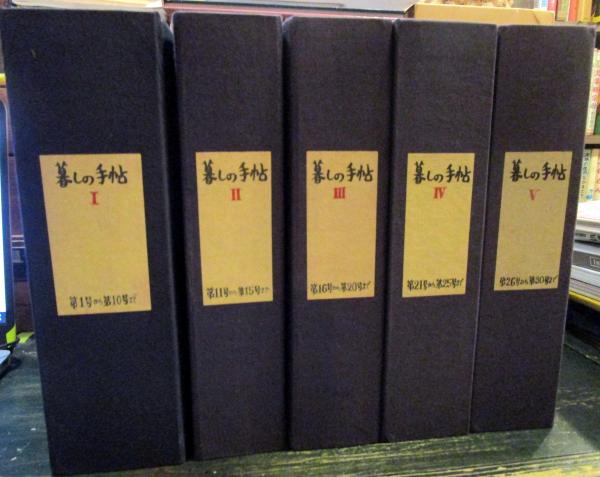 暮しの手帖
I
第1号から第10号まで
暮しの手帖
II
第11号から第15号まで
暮しの手帖
III
第16号から第20号まで
暮しの手帖
IV
第21号から第25号まで
暮しの手帖
V
第26号から第30号まで